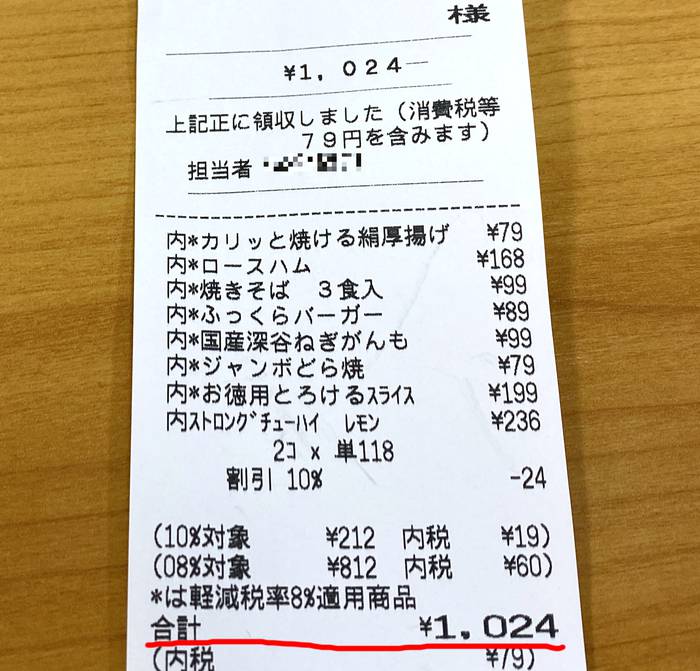 様
¥1,024—
上記正に領収しました(消費税等
79円を含みます)
担当者
内*カリッと焼ける絹厚揚げ ¥79
内*ロースハム ¥168
内*焼きそば 3食入 ¥99
内*ふっくらバーガー ¥89
内*国産深谷ねぎがんも ¥99
内*ジャンボどら焼 ¥79
内*お徳用とろけるスライス ¥199
内ストロングチューハイ レモン ¥236
2コ x 単118
割引 10% -24
(10%対象 ¥212 内税 ¥19)
(08%対象 ¥812 内税 ¥60)
*は軽減税率8%適用商品
合計 ¥1,024
(内税 ¥79)